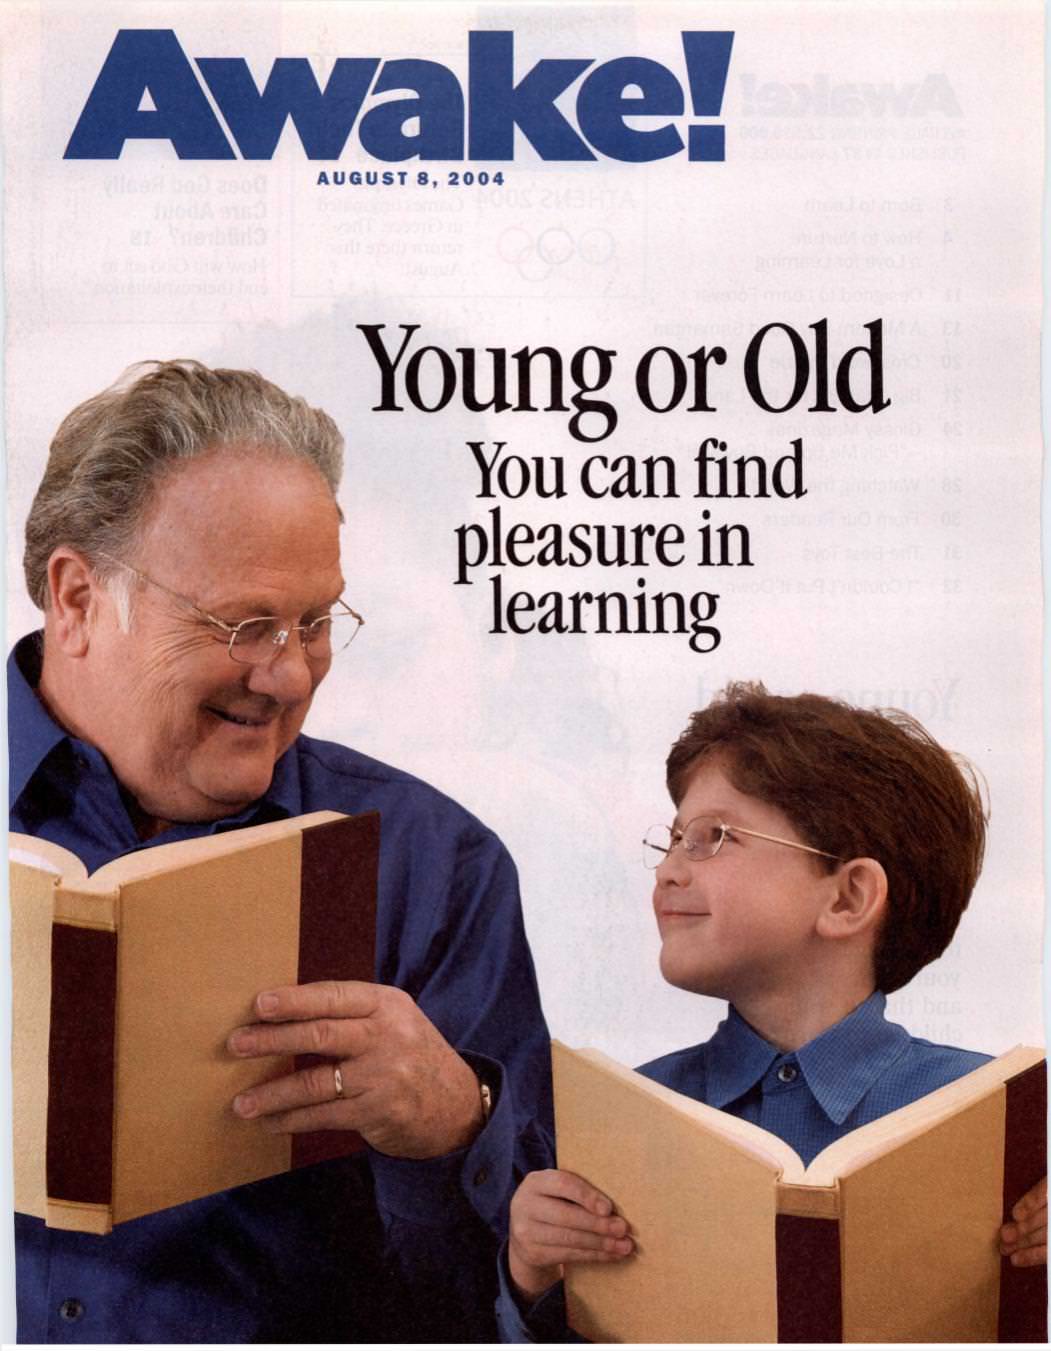 Awake!
AUGUST 8, 2004
Young or Old
You can find
pleasure in
learning